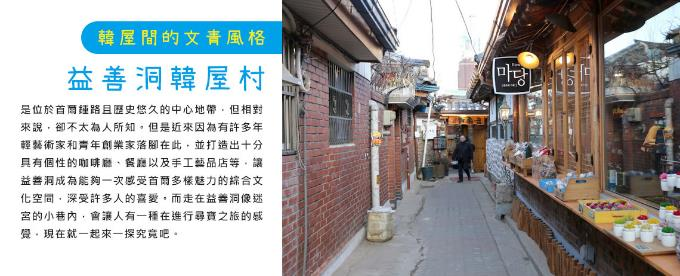 韓屋間的文青風格
益善洞韓屋村
是位於首爾鍾路且歷史悠久的中心地帶，但相對
來說，卻不太為人所知。但是近來因為有許多年
輕藝術家和青年創業家落腳在此，並打造出十分
具有個性的咖啡廳、餐廳以及手工藝品店等，讓
益善洞成為能夠一次感受首爾多樣魅力的綜合文
化空間，深受許多人的喜愛。而走在益善洞像迷
宮的小巷內，會讓人有一種在進行尋寶之旅的感
覺，現在就一起來一探究竟吧。
마당